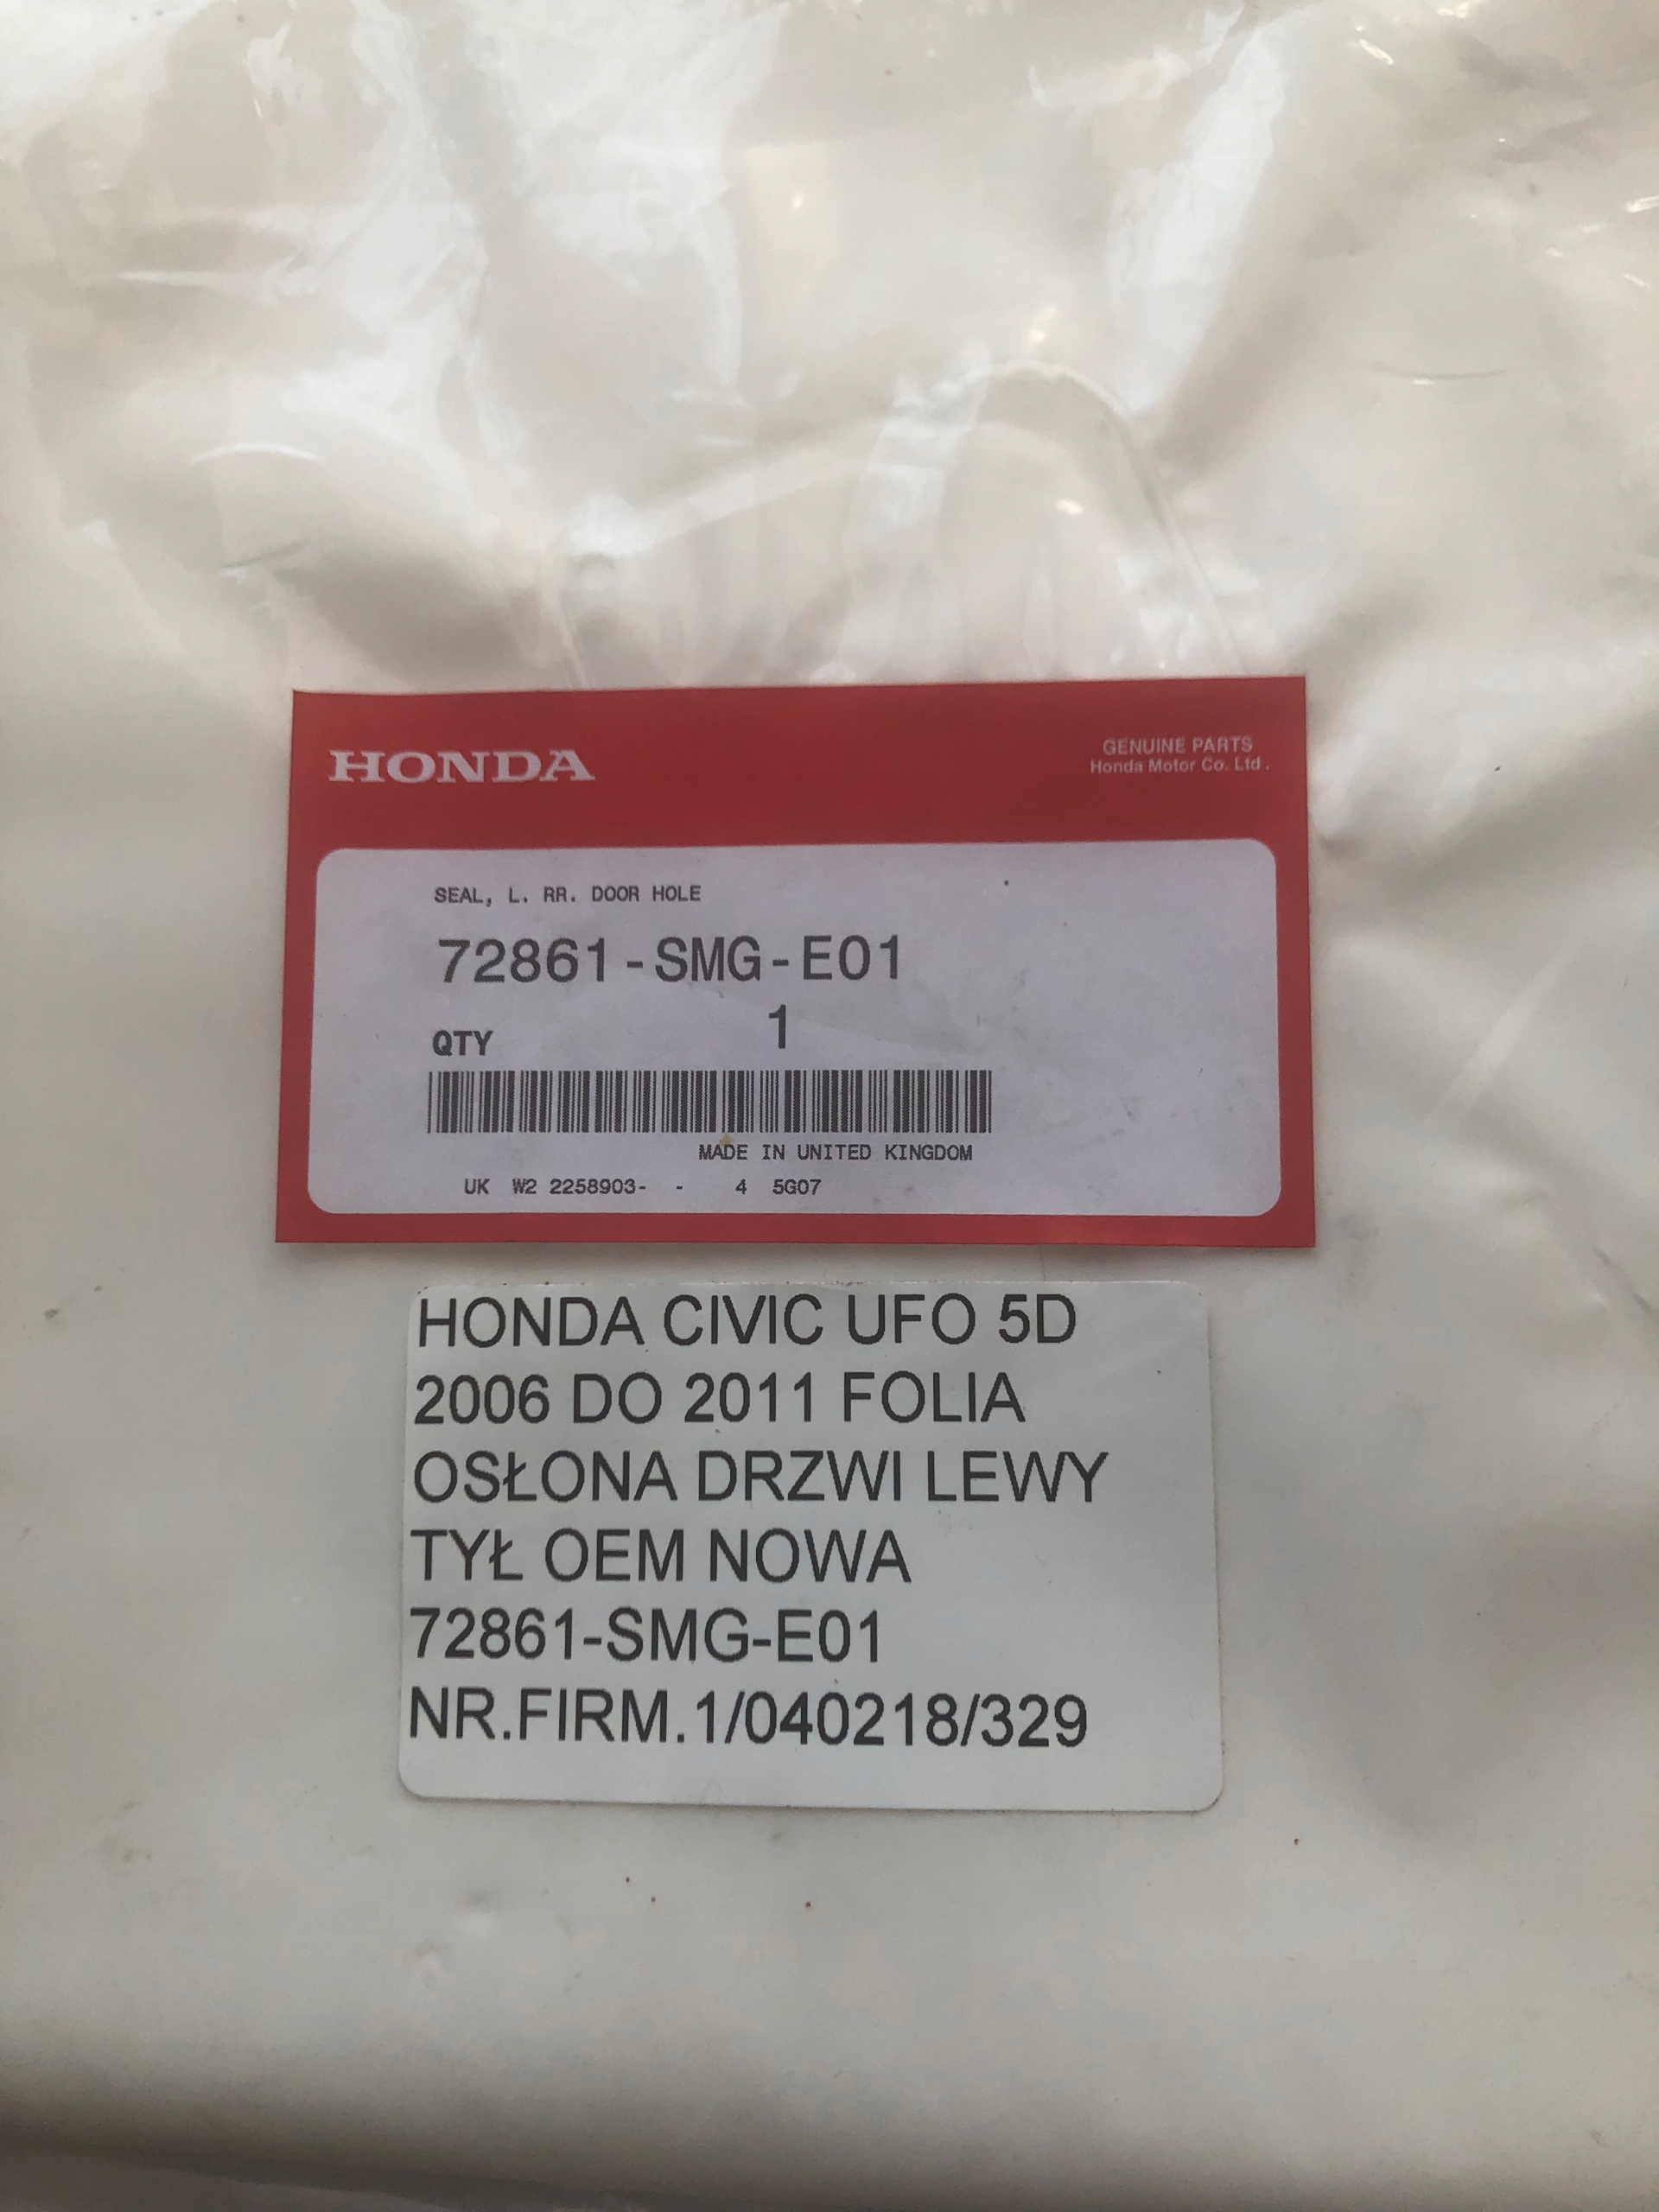 HONDA
GENUINE PARTS
Honda Motor Co. Ltd .
SEAL, L. RR. DOOR HOLE
72861-SMG-E01
QTY 1
MADE IN UNITED KINGDOM
UK W2 2258903- - 4 5G07
HONDA CIVIC UFO 5D
2006 DO 2011 FOLIA
OSŁONA DRZWI LEWY
TYŁ OEM NOWA
72861-SMG-E01
NR.FIRM.1/040218/329